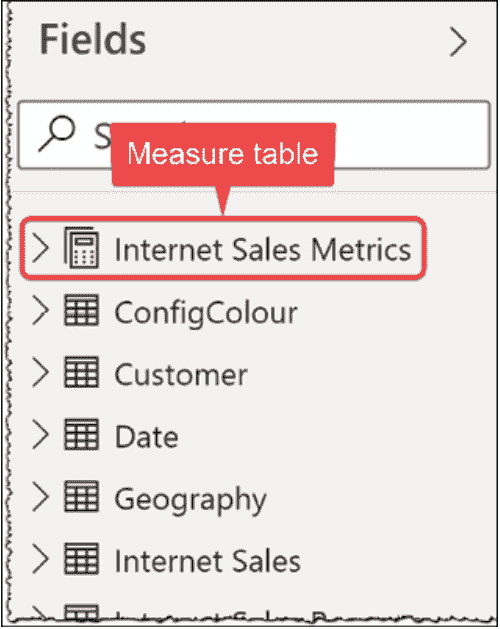 Fields
Measure table
Internet Sales Metrics
ConfigColour
Customer
Date
Geography
Internet Sales